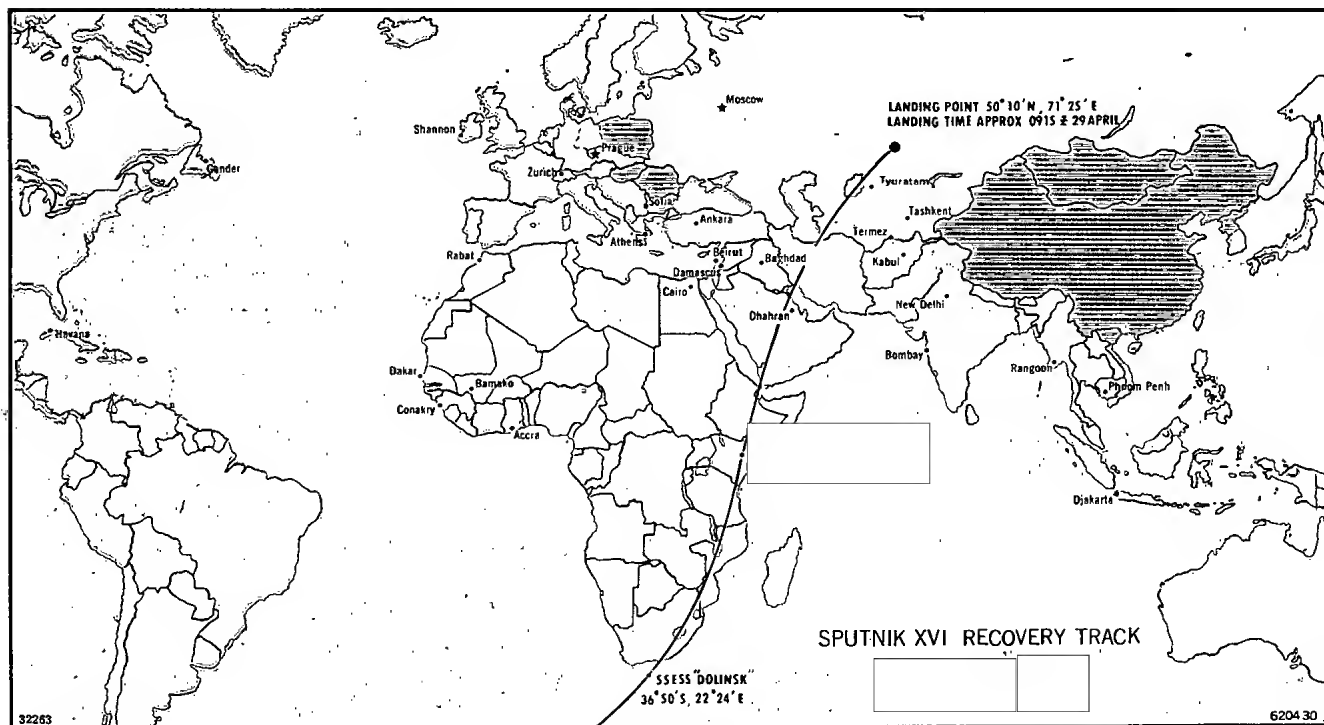 Moscow
LANDING POINT 50°10'N, 71°25'E
LANDING TIME APPROX 0915 Z 29 APRIL
Shannon
Prague
Gander
Zurich
Tyuratam
Sofia
Tashkent
Ankara
Termez
Athens
Rabat
Beirut
Baghdad
Kabul
Damascus
Cairo
New Delhi
Dhahran
Havana
Bombay
Rangoon
Dakar
Bamako
Phnom Penh
Conakry
Accra
Djakarta
SPUTNIK XVI RECOVERY TRACK
SSESS "DOLINSK"
36°50'S, 22°24'E
32263
620430